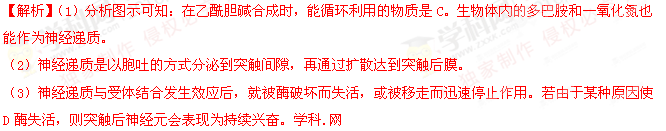 【解析】(1)分析图示可知：在乙酰胆碱合成时，能循环利用的物质是 C。生物体内的多巴胺和一氧化氮也
能作为神经递质。
(2)神经递质是以胞吐的方式分泌到突触间隙，再通过扩散达到突触后膜。
(3)神经递质与受体结合发生效应后，就被酶破坏而失活，或被移走而迅速停止作用。若由于某种原因使
D 酶失活，则突触后神经元会表现为持续兴奋。学科.网